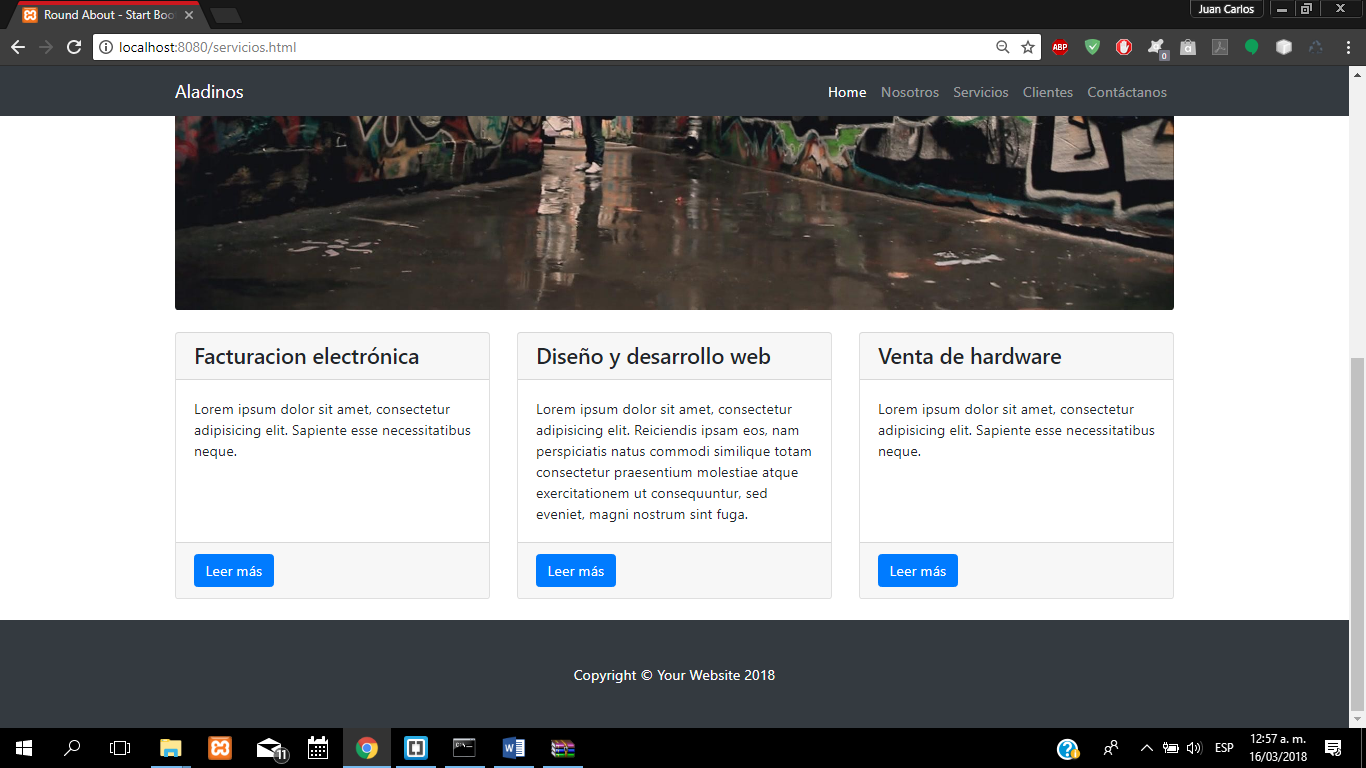 Round About - Start Boo
Juan Carlos
localhost:8080/servicios.html
ABP
0
Aladinos
Home Nosotros Servicios Clientes Contáctanos
Facturacion electrónica
Lorem ipsum dolor sit amet, consectetur
adipisicing elit. Sapiente esse necessitatibus
neque.
Leer más
Diseño y desarrollo web
Lorem ipsum dolor sit amet, consectetur
adipisicing elit. Reiciendis ipsam eos, nam
perspiciatis natus commodi similique totam
consectetur praesentium molestiae atque
exercitationem ut consequuntur, sed
eveniet, magni nostrum sint fuga.
Leer más
Venta de hardware
Lorem ipsum dolor sit amet, consectetur
adipisicing elit. Sapiente esse necessitatibus
neque.
Leer más
Copyright © Your Website 2018
11
ESP
12:57 a. m.
16/03/2018